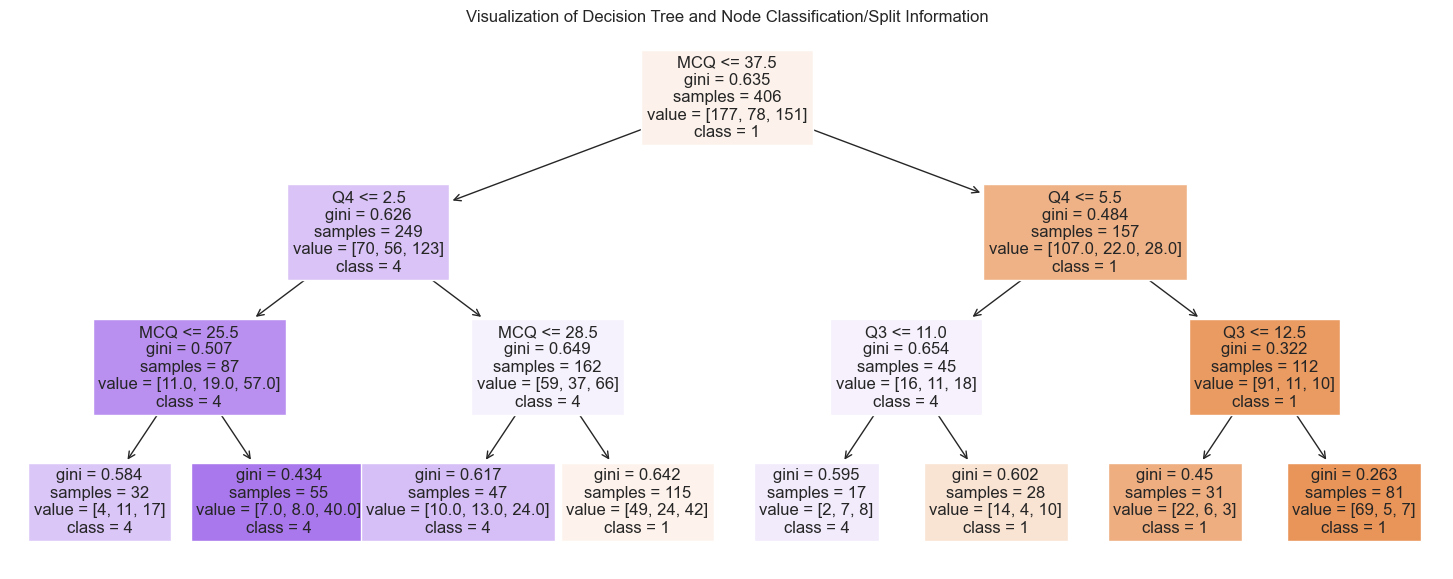 Visualization of Decision Tree and Node Classification/Split Information
MCQ <= 37.5
gini = 0.635
samples = 406
value = [177, 78, 151]
class = 1
Q4 <= 2.5
gini = 0.626
samples = 249
value = [70, 56, 123]
class = 4
Q4 <= 5.5
gini = 0.484
samples = 157
value = [107.0, 22.0, 28.0]
class = 1
MCQ <= 25.5
gini = 0.507
samples = 87
value = [11.0, 19.0, 57.0]
class = 4
MCQ <= 28.5
gini = 0.649
samples = 162
value = [59, 37, 66]
class = 4
Q3 <= 11.0
gini = 0.654
samples = 45
value = [16, 11, 18]
class = 4
Q3 <= 12.5
gini = 0.322
samples = 112
value = [91, 11, 10]
class = 1
gini = 0.584
samples = 32
value = [4, 11, 17]
class = 4
gini = 0.434
samples = 55
value = [7.0, 8.0, 40.0]
class = 4
gini = 0.617
samples = 47
value = [10.0, 13.0, 24.0]
class = 4
gini = 0.642
samples = 115
value = [49, 24, 42]
class = 1
gini = 0.595
samples = 17
value = [2, 7, 8]
class = 4
gini = 0.602
samples = 28
value = [14, 4, 10]
class = 1
gini = 0.45
samples = 31
value = [22, 6, 3]
class = 1
gini = 0.263
samples = 81
value = [69, 5, 7]
class = 1